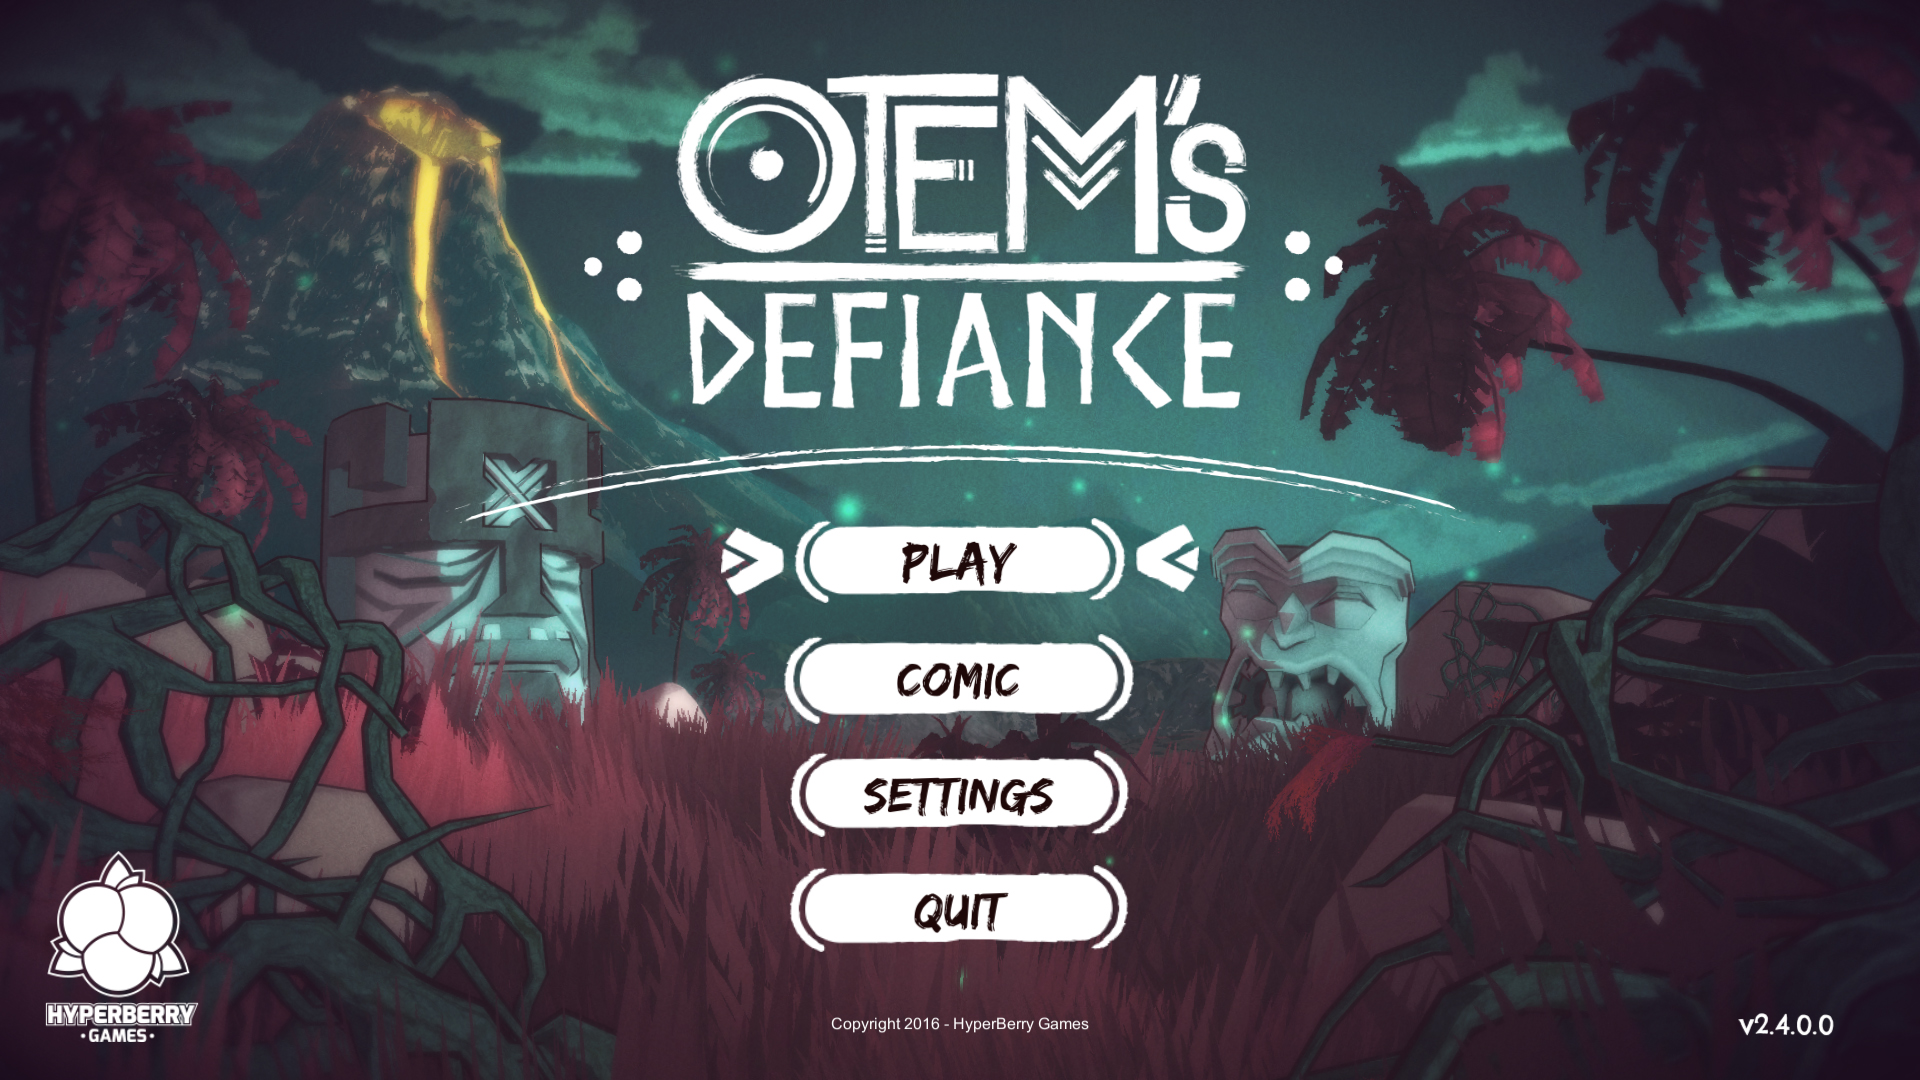 OTEM's
DEFIANCE
PLAY
COMIC
SETTINGS
QUIT
HYPERBERRY
·GAMES·
Copyright 2016 - HyperBerry Games
v2.4.0.0